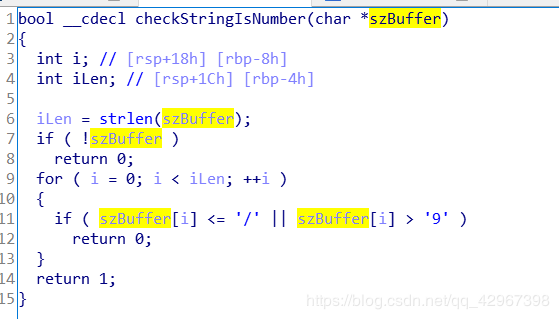 1 bool __cdecl checkStringIsNumber(char *szBuffer)
2 {
3   int i; // [rsp+18h] [rbp-8h]
4   int iLen; // [rsp+1Ch] [rbp-4h]
5
6   iLen = strlen(szBuffer);
7   if ( !szBuffer )
8     return 0;
9   for ( i = 0; i < iLen; ++i )
10   {
11     if ( szBuffer[i] <= '/' || szBuffer[i] > '9' )
12       return 0;
13   }
14   return 1;
15 }
https://blog.csdn.net/qq_42967398